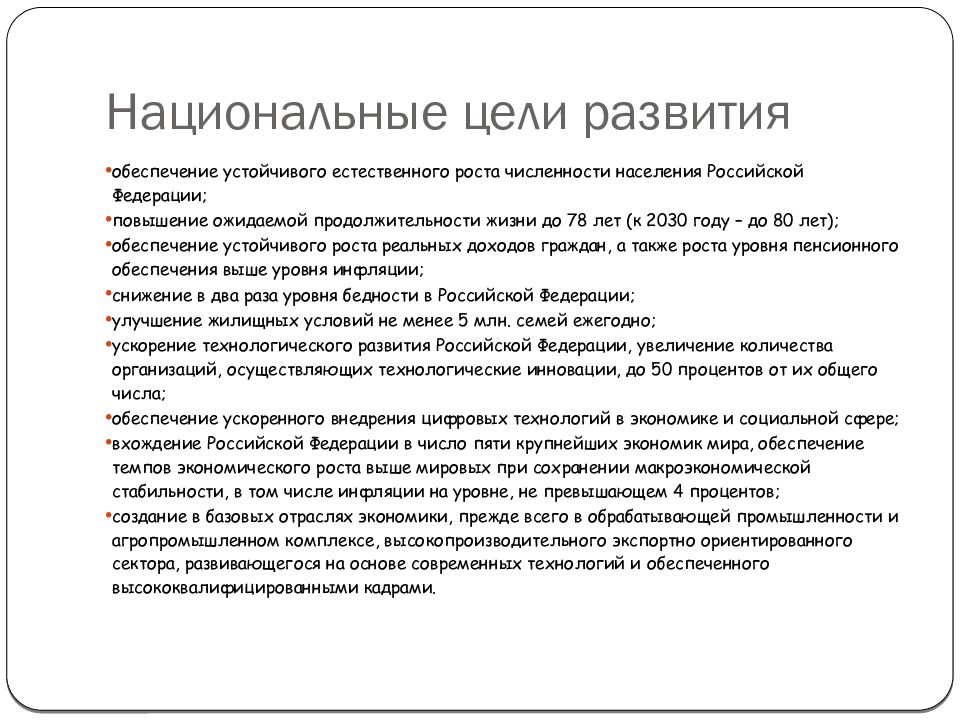 Национальные цели развития
•обеспечение устойчивого естественного роста численности населения Российской
Федерации;
•повышение ожидаемой продолжительности жизни до 78 лет (к 2030 году – до 80 лет);
•обеспечение устойчивого роста реальных доходов граждан, а также роста уровня пенсионного
обеспечения выше уровня инфляции;
•снижение в два раза уровня бедности в Российской Федерации;
•улучшение жилищных условий не менее 5 млн. семей ежегодно;
•ускорение технологического развития Российской Федерации, увеличение количества
организаций, осуществляющих технологические инновации, до 50 процентов от их общего
числа;
•обеспечение ускоренного внедрения цифровых технологий в экономике и социальной сфере;
•вхождение Российской Федерации в число пяти крупнейших экономик мира, обеспечение
темпов экономического роста выше мировых при сохранении макроэкономической
стабильности, в том числе инфляции на уровне, не превышающем 4 процентов;
•создание в базовых отраслях экономики, прежде всего в обрабатывающей промышленности и
агропромышленном комплексе, высокопроизводительного экспортно ориентированного
сектора, развивающегося на основе современных технологий и обеспеченного
высококвалифицированными кадрами.